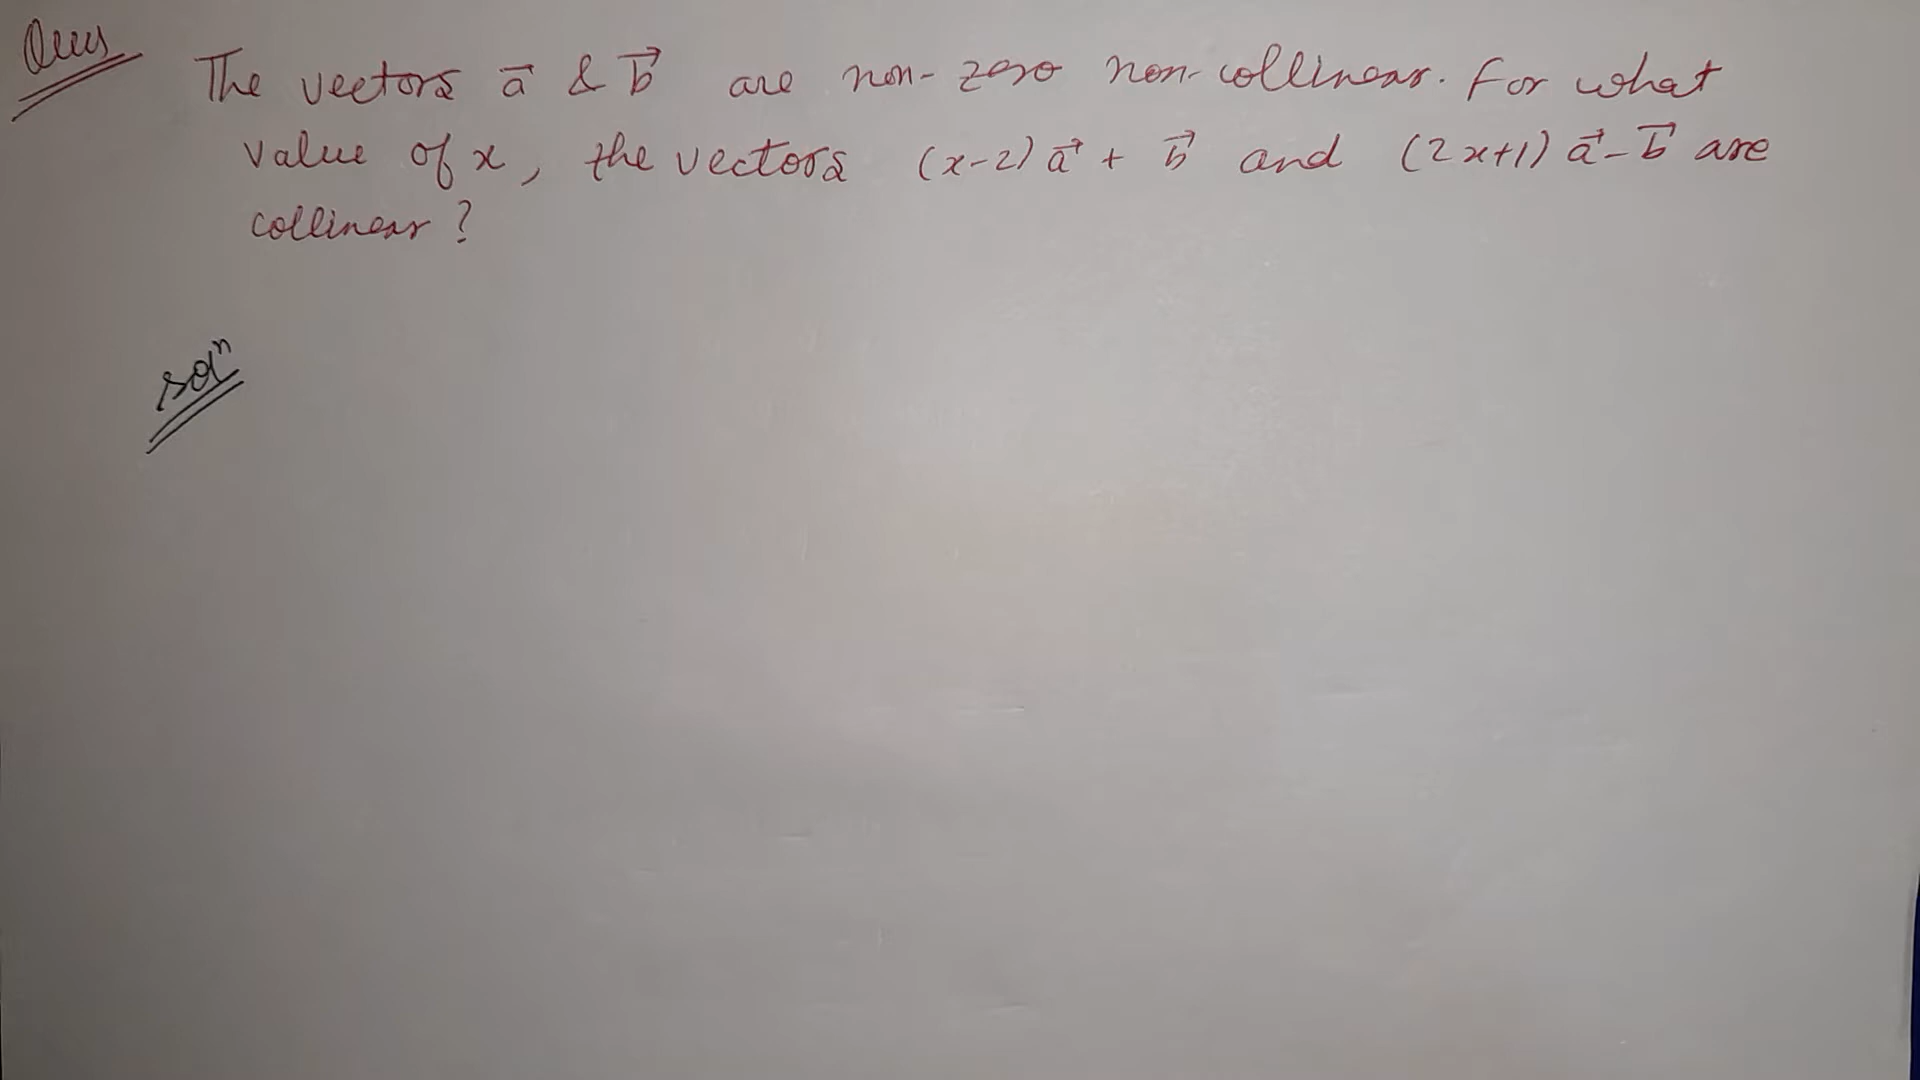 Ques
The vectors a⃗ & b⃗ are non-zero non-collinear. For what
value of x, the vectors (x-2) a⃗ + b⃗ and (2x+1) a⃗ - b⃗ are
collinear?
solⁿ